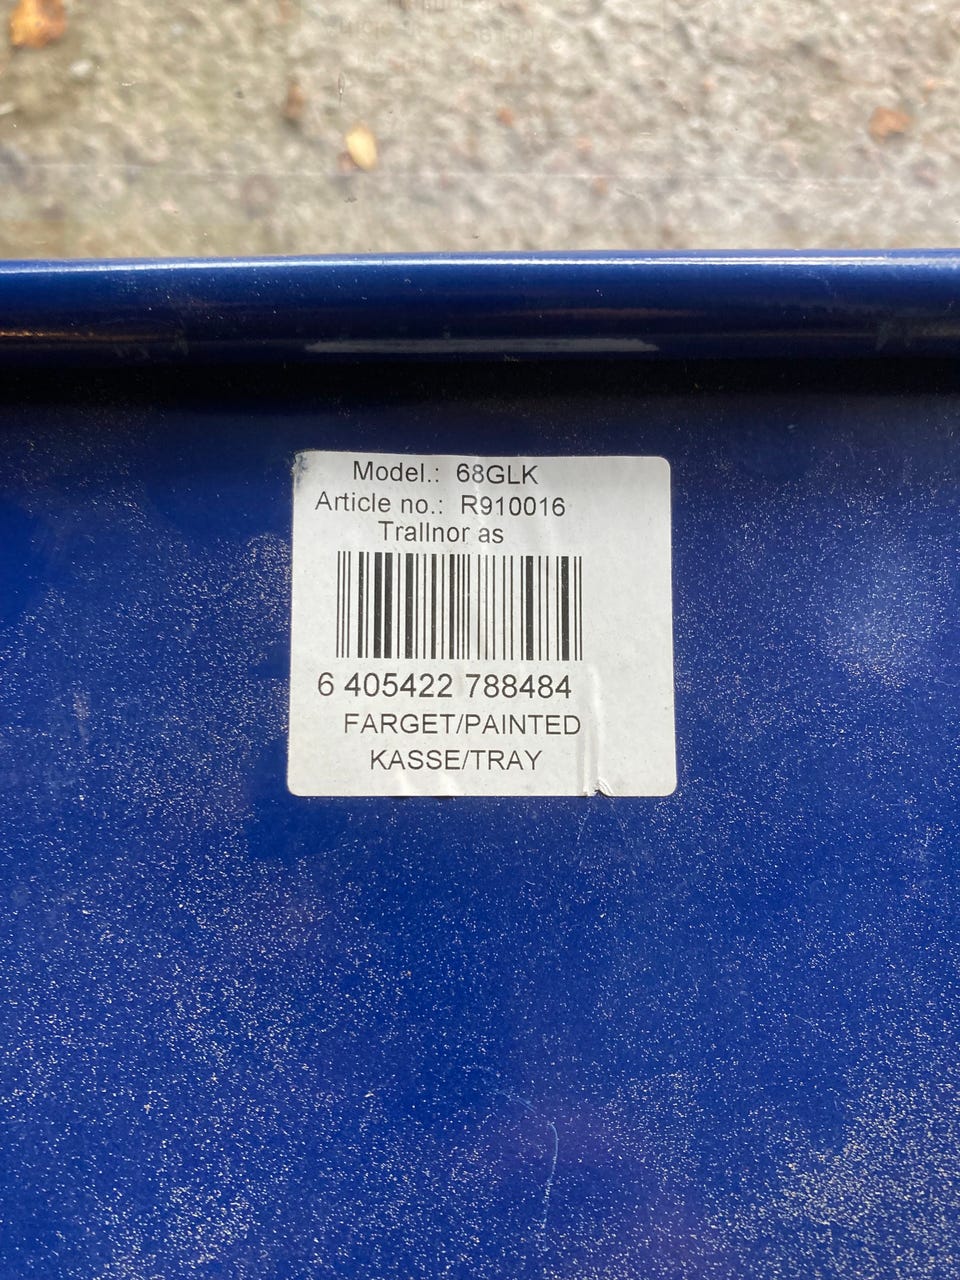 Model.: 68GLK
Article no.: R910016
Trallnor as
6 405422 788484
FARGET/PAINTED
KASSE/TRAY